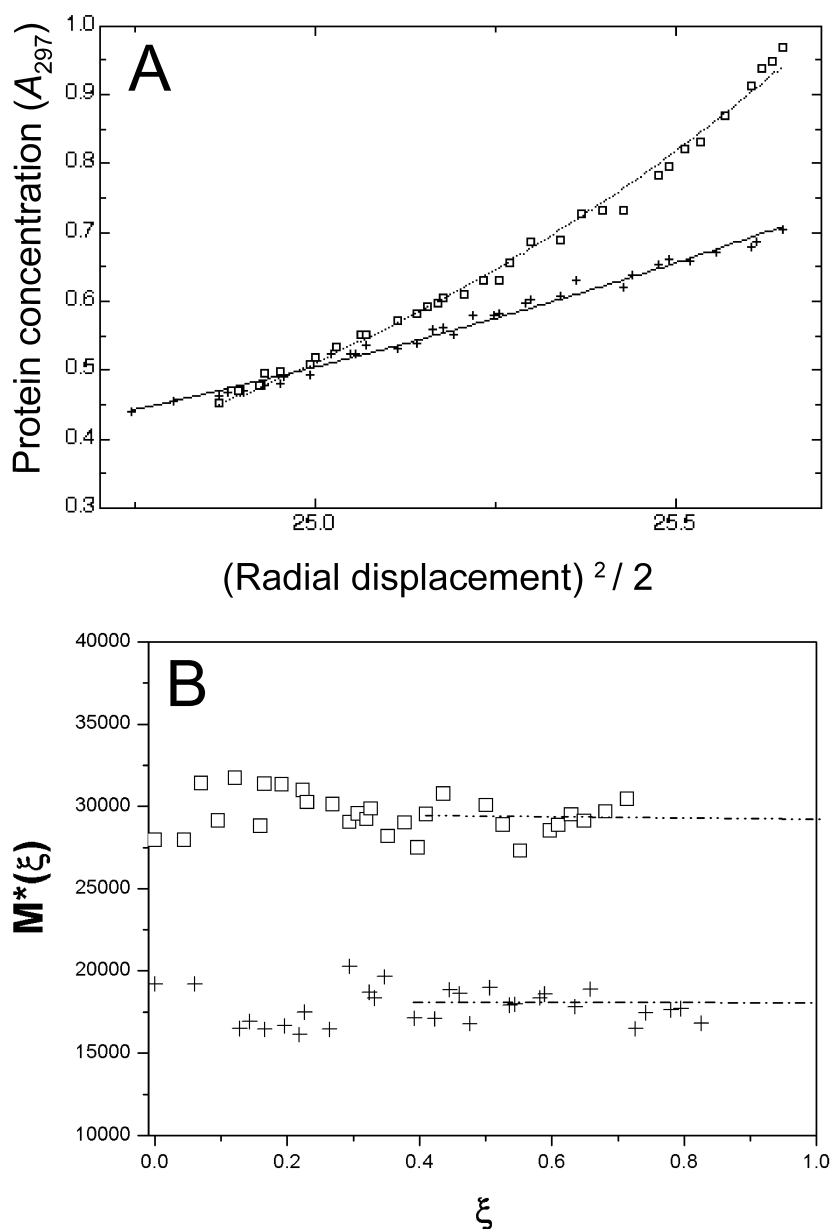 A
Protein concentration (A297)
1.0
0.9
0.8
0.7
0.6
0.5
0.4
0.3
25.0 25.5
(Radial displacement) 2 / 2
B
M*(ξ)
40000
35000
30000
25000
20000
15000
10000
0.0 0.2 0.4 0.6 0.8 1.0
ξ